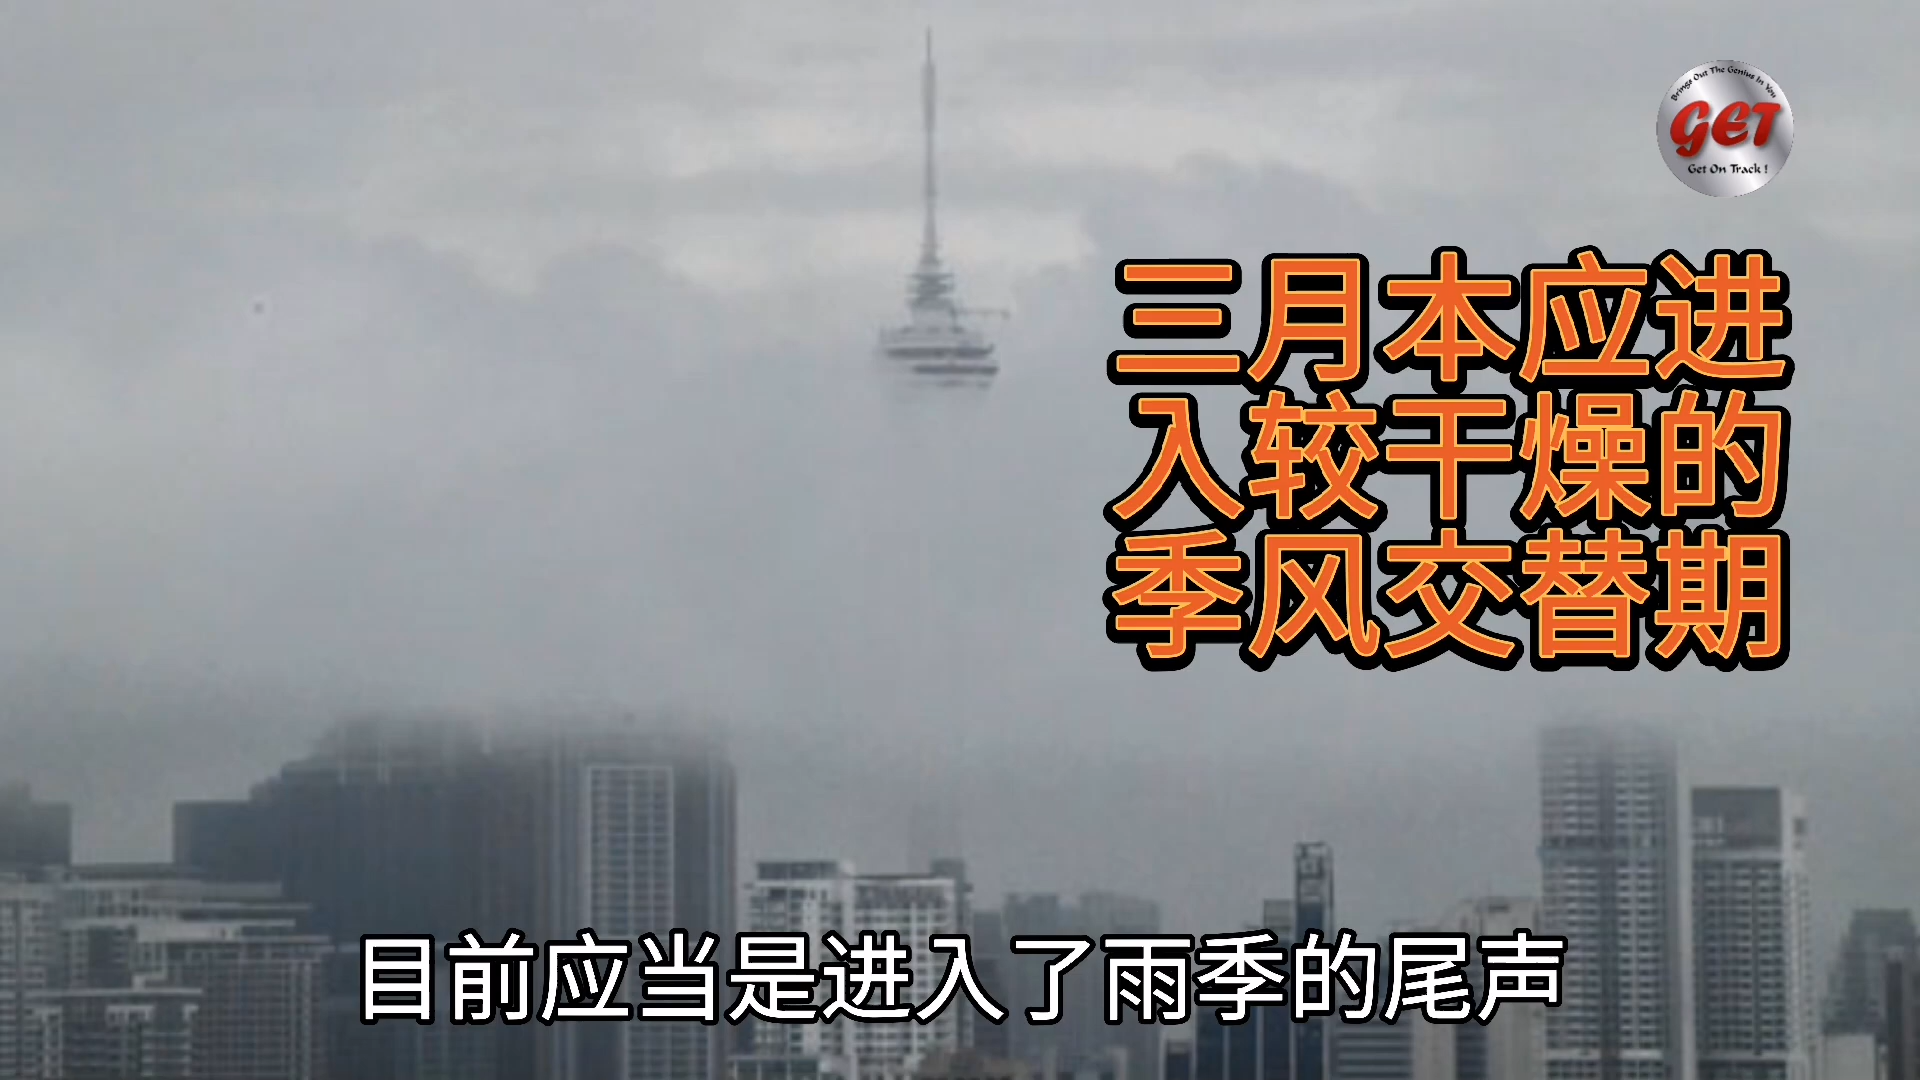 Brings Out The Genius In You
GET
Get On Track !
三月本应进
入较干燥的
季风交替期
目前应当是进入了雨季的尾声